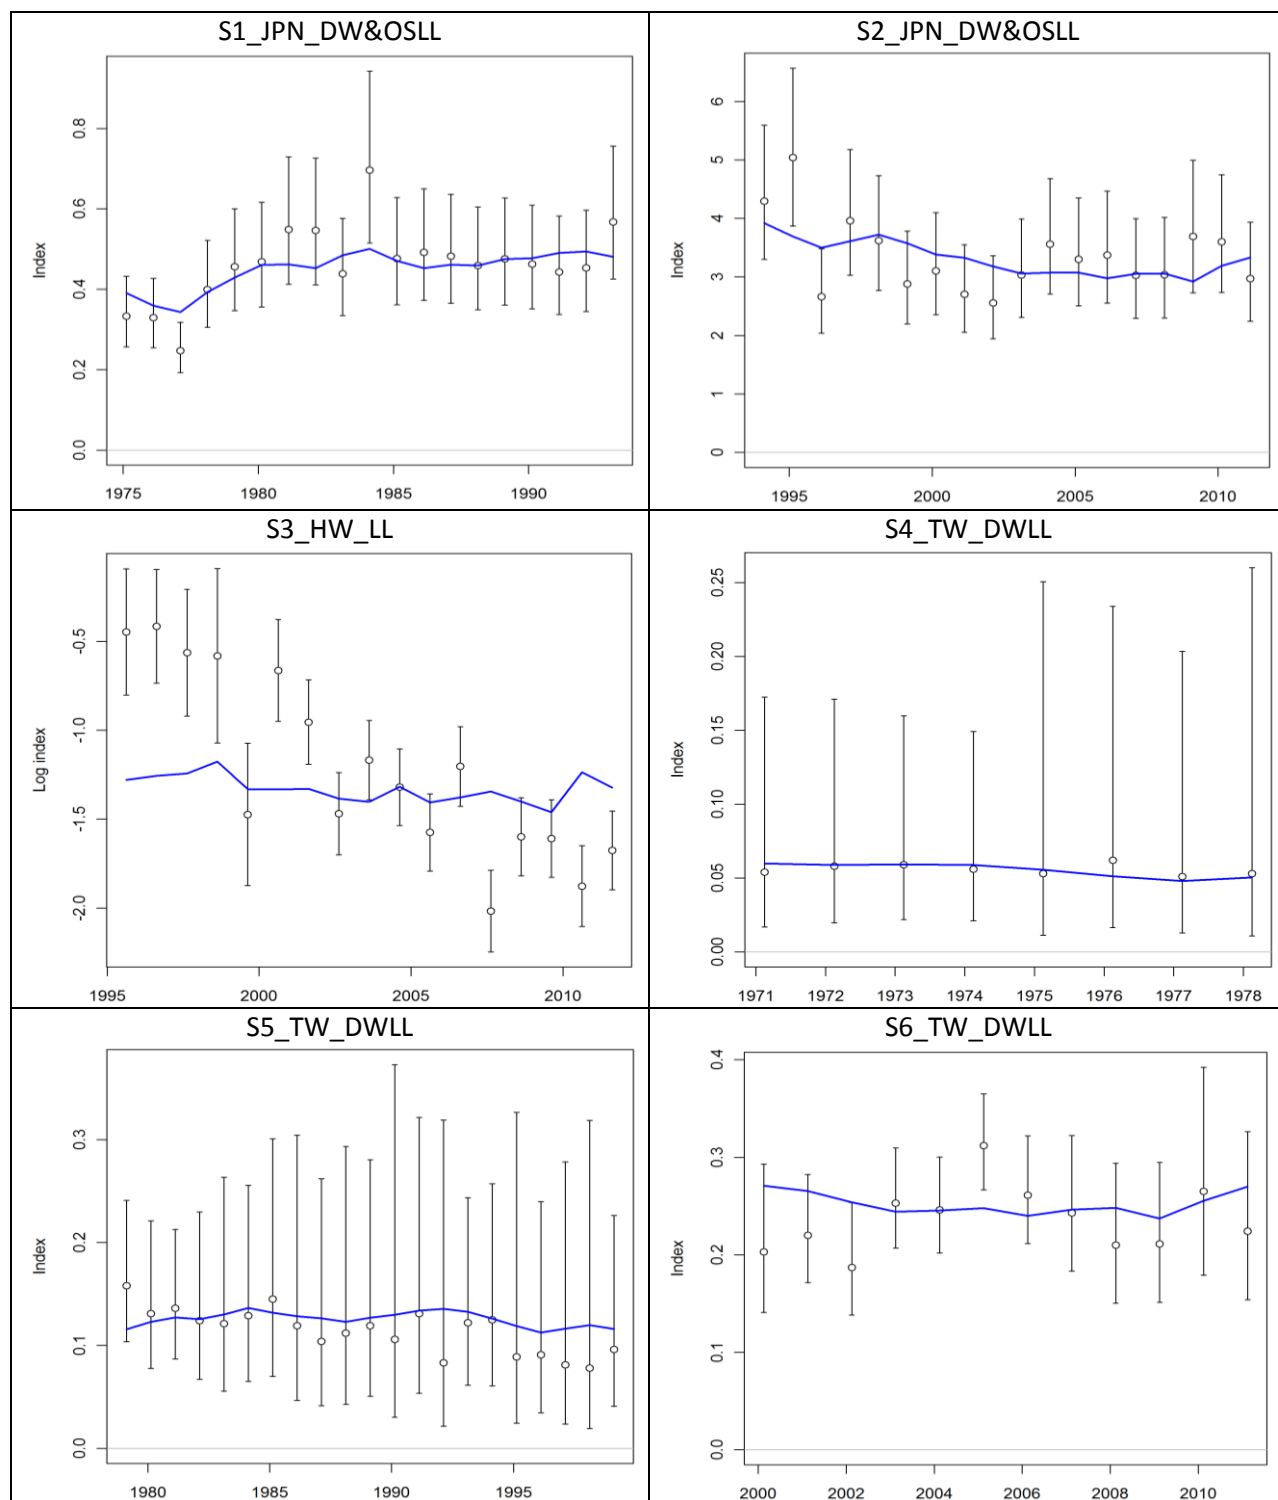 S1_JPN_DW&OSLL
Index
0.8
0.6
0.4
0.2
0.0
1975 1980 1985 1990
S2_JPN_DW&OSLL
Index
6
5
4
3
2
1
0
1995 2000 2005 2010
S3_HW_LL
Log index
-0.5
-1.0
-1.5
-2.0
1995 2000 2005 2010
S4_TW_DWLL
Index
0.25
0.20
0.15
0.10
0.05
0.00
1971 1972 1973 1974 1975 1976 1977 1978
S5_TW_DWLL
Index
0.3
0.2
0.1
0.0
1980 1985 1990 1995
S6_TW_DWLL
Index
0.4
0.3
0.2
0.1
0.0
2000 2002 2004 2006 2008 2010